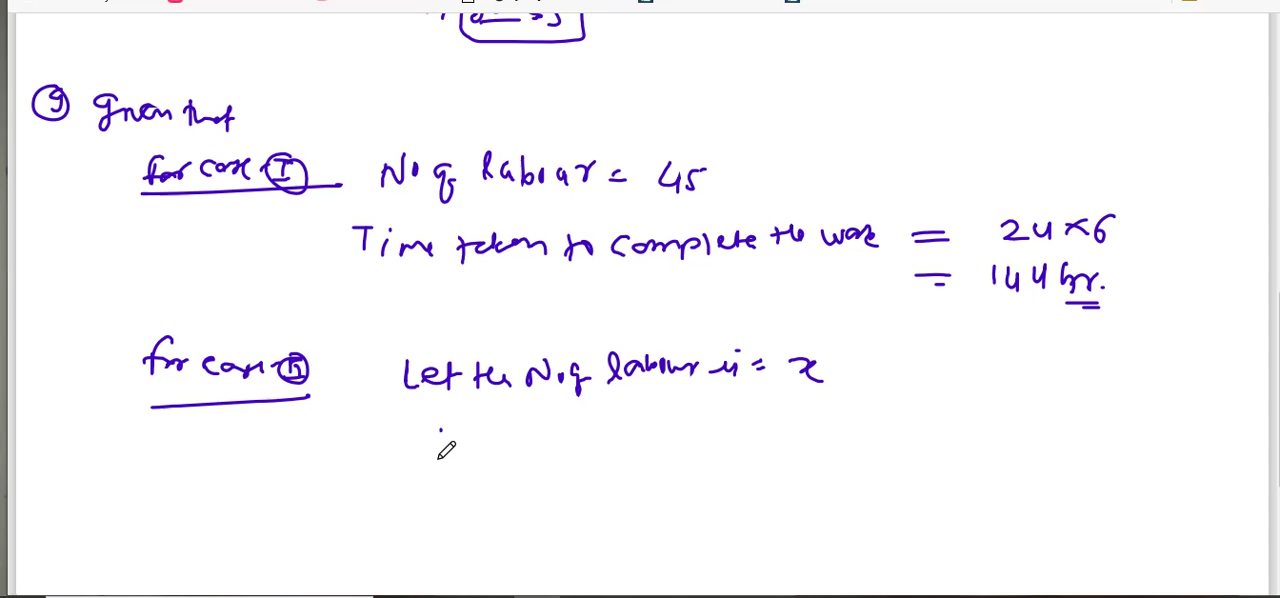 ⑨ Given that
for case Ⅰ No of labour = 45
Time taken to complete the work = 24×6
= 144 hr.
for case Ⅱ Let the No of labour is = x